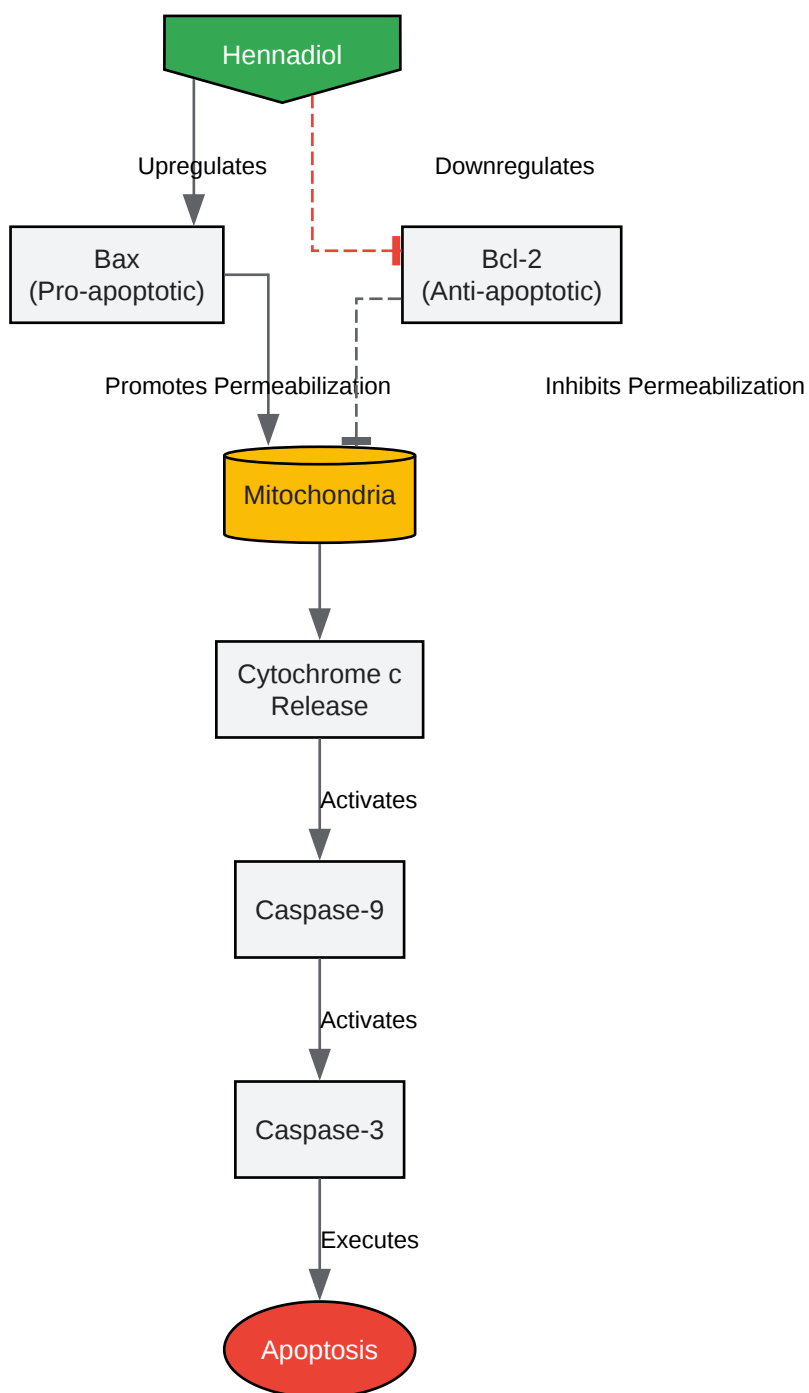 Hennadiol
Upregulates
Downregulates
Bax
(Pro-apoptotic)
Bcl-2
(Anti-apoptotic)
Promotes Permeabilization
Inhibits Permeabilization
Mitochondria
Cytochrome c
Release
Activates
Caspase-9
Activates
Caspase-3
Executes
Apoptosis